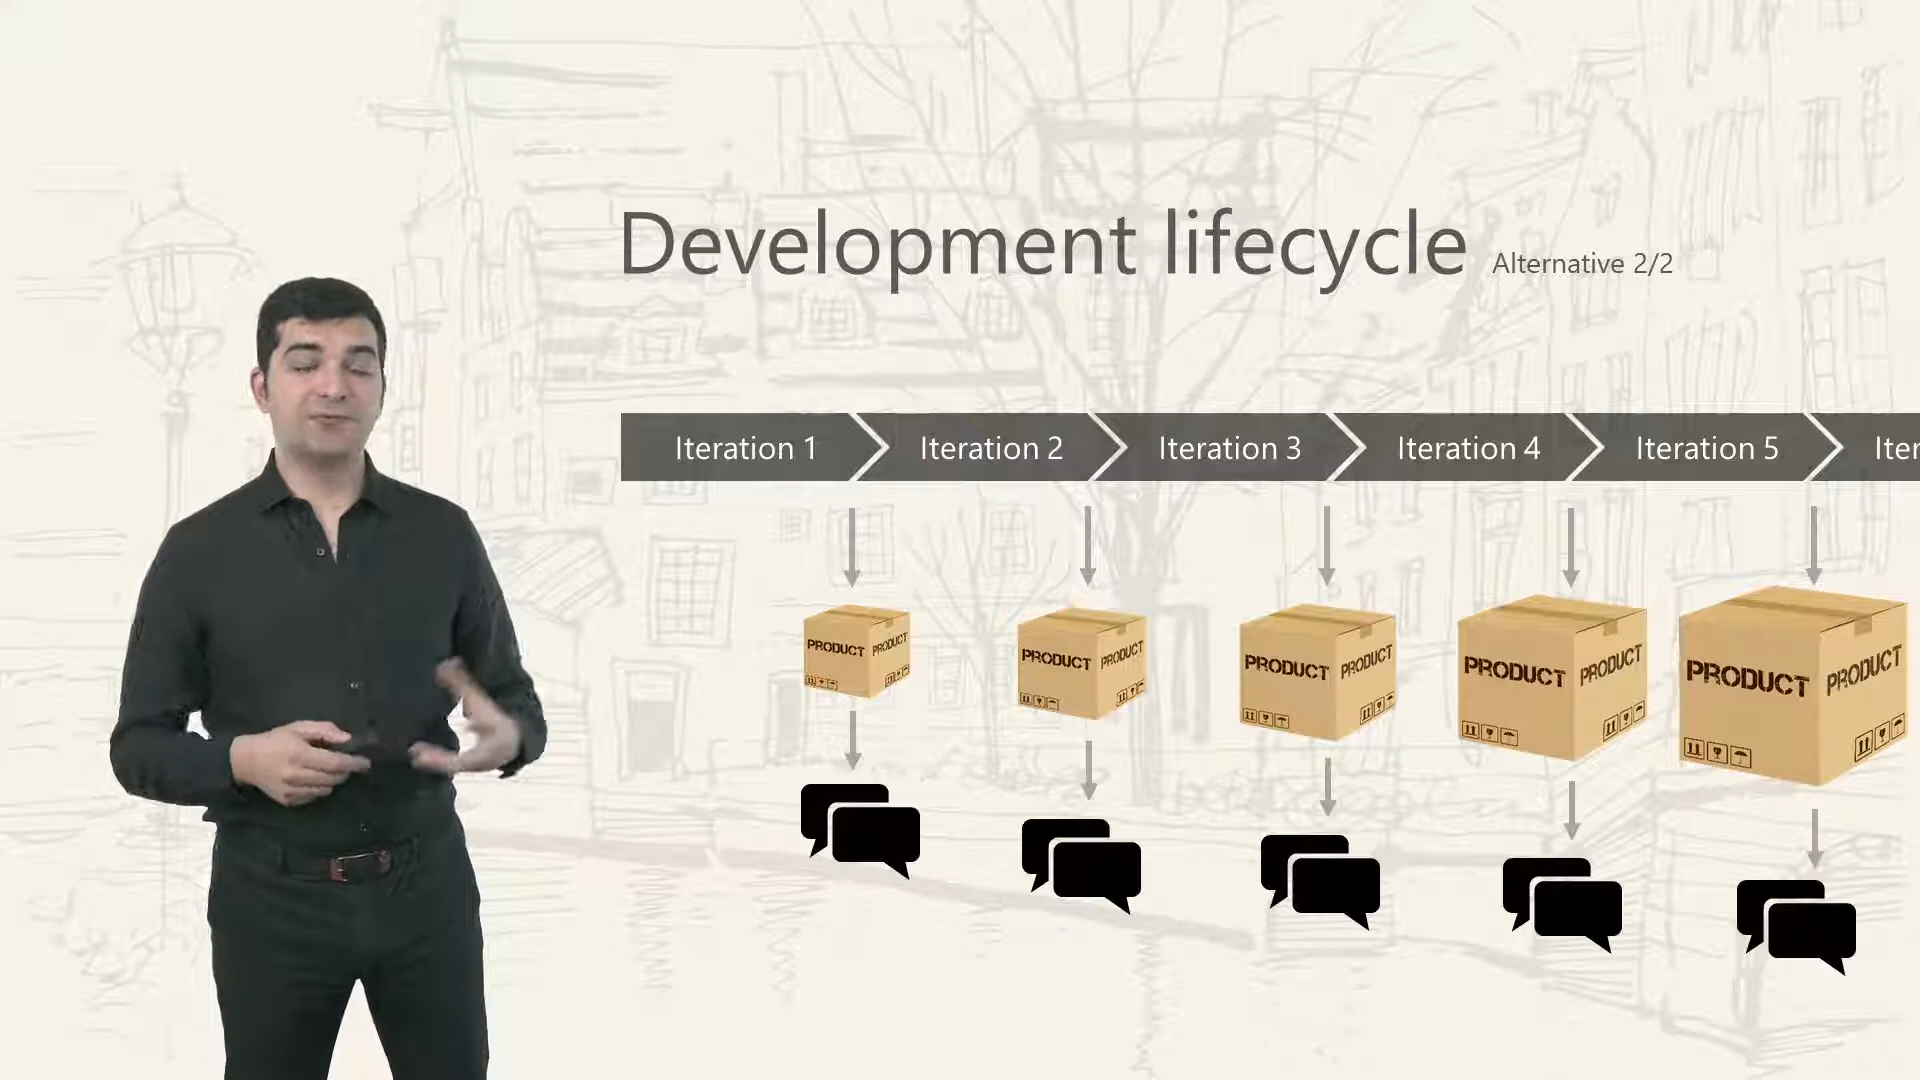 Development lifecycle Alternative 2/2
Iteration 1 Iteration 2 Iteration 3 Iteration 4 Iteration 5 Iter
PRODUCT PRODUCT PRODUCT PRODUCT PRODUCT PRODUCT PRODUCT PRODUCT PRODUCT PRODUCT